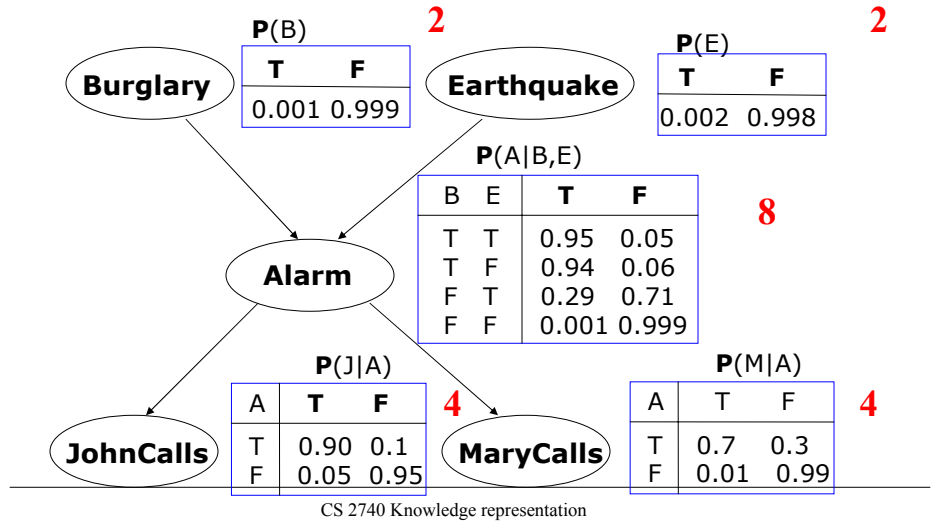 P(B) 2
T F
0.001 0.999
Burglary
P(E) 2
T F
0.002 0.998
Earthquake
P(A|B,E)
B E T F
T T 0.95 0.05
T F 0.94 0.06
F T 0.29 0.71
F F 0.001 0.999
8
Alarm
P(J|A)
A T F
T 0.90 0.1
F 0.05 0.95
4
JohnCalls
P(M|A)
A T F
T 0.7 0.3
F 0.01 0.99
4
MaryCalls
CS 2740 Knowledge representation